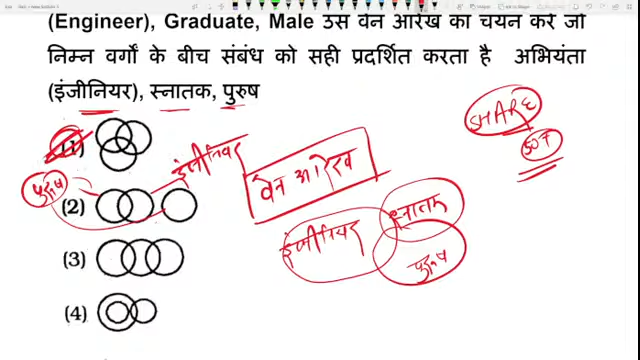 (Engineer), Graduate, Male उस वेन आरेख का चयन करें जो
निम्न वर्गों के बीच संबंध को सही प्रदर्शित करता है अभियंता
(इंजीनियर), स्नातक, पुरुष
SHARE
507
(1)
इंजीनियर
वेन आरेख
पुरुष
(2)
स्नातक
इंजीनियर
पुरुष
(3)
(4)